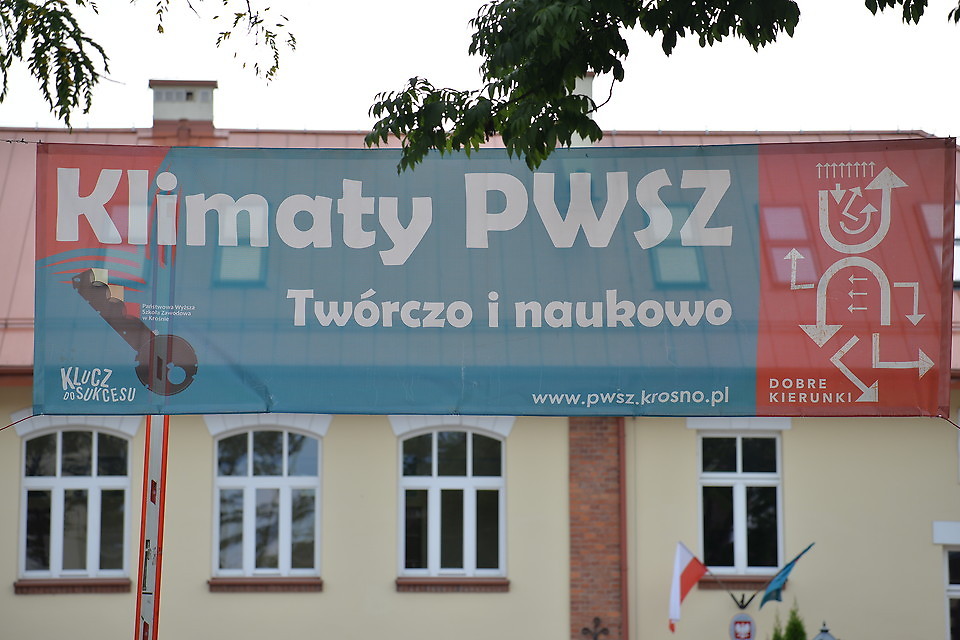 Klimaty PWSZ
Twórczo i naukowo
Państwowa Wyższa
Szkoła Zawodowa
w Krośnie
KLUCZ
DO SUKCESU
www.pwsz.krosno.pl
DOBRE
KIERUNKI